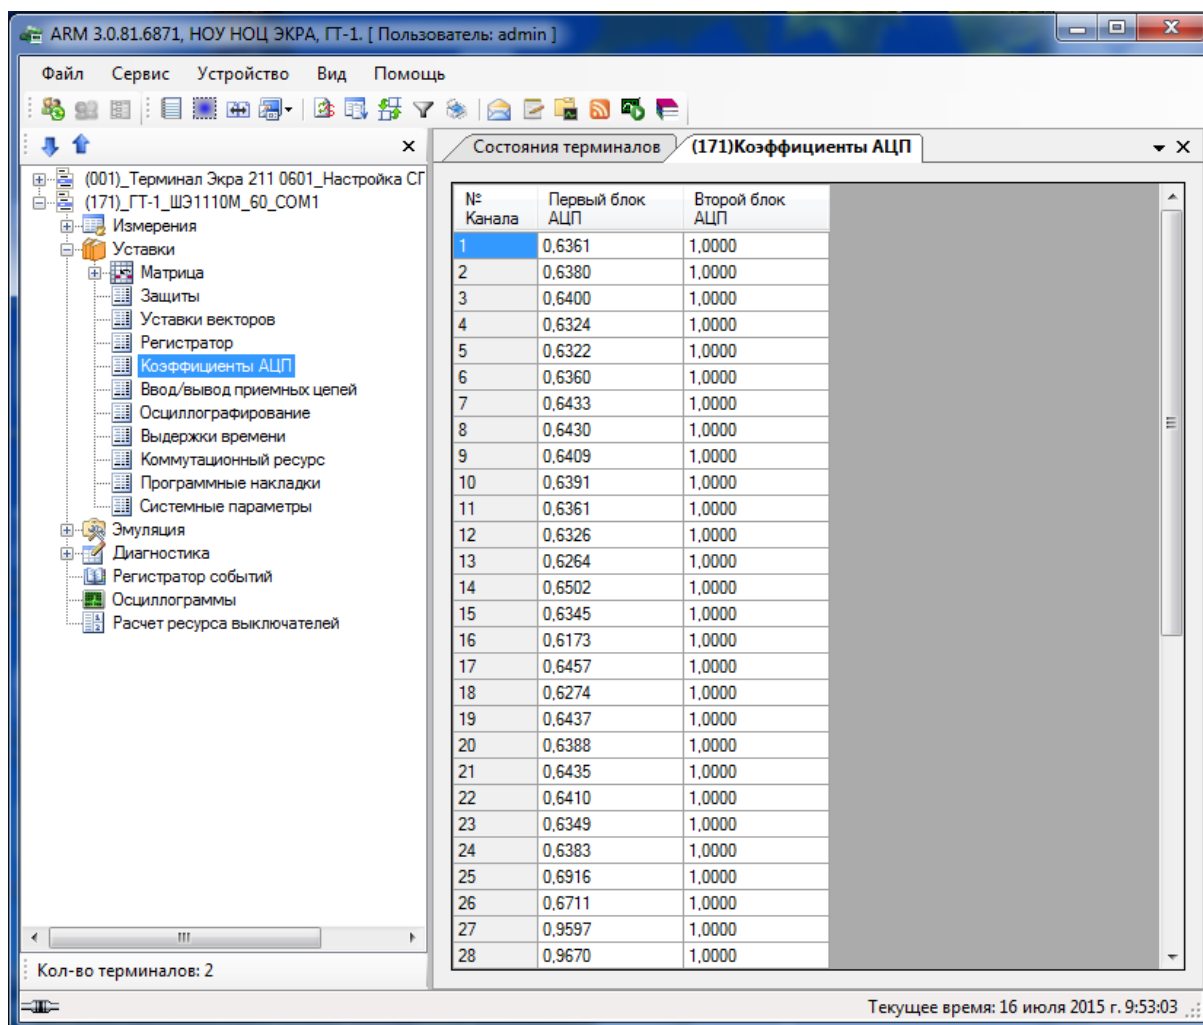 ARM 3.0.81.6871, НОУ НОЦ ЭКРА, ГТ-1. [ Пользователь: admin ]
Файл Сервис Устройство Вид Помощь
Состояния терминалов (171)Коэффициенты АЦП
(001)_Терминал Экра 211 0601_Настройка СГ
(171)_ГТ-1_ШЭ1110М_60_COM1
Измерения
Уставки
Матрица
Защиты
Уставки векторов
Регистратор
Коэффициенты АЦП
Ввод/вывод приемных цепей
Осциллографирование
Выдержки времени
Коммутационный ресурс
Программные накладки
Системные параметры
Эмуляция
Диагностика
Регистратор событий
Осциллограммы
Расчет ресурса выключателей
Кол-во терминалов: 2
№ Канала Первый блок АЦП Второй блок АЦП
1 0,6361 1,0000
2 0,6380 1,0000
3 0,6400 1,0000
4 0,6324 1,0000
5 0,6322 1,0000
6 0,6360 1,0000
7 0,6433 1,0000
8 0,6430 1,0000
9 0,6409 1,0000
10 0,6391 1,0000
11 0,6361 1,0000
12 0,6326 1,0000
13 0,6264 1,0000
14 0,6502 1,0000
15 0,6345 1,0000
16 0,6173 1,0000
17 0,6457 1,0000
18 0,6274 1,0000
19 0,6437 1,0000
20 0,6388 1,0000
21 0,6435 1,0000
22 0,6410 1,0000
23 0,6349 1,0000
24 0,6383 1,0000
25 0,6916 1,0000
26 0,6711 1,0000
27 0,9597 1,0000
28 0,9670 1,0000
Текущее время: 16 июля 2015 г. 9:53:03